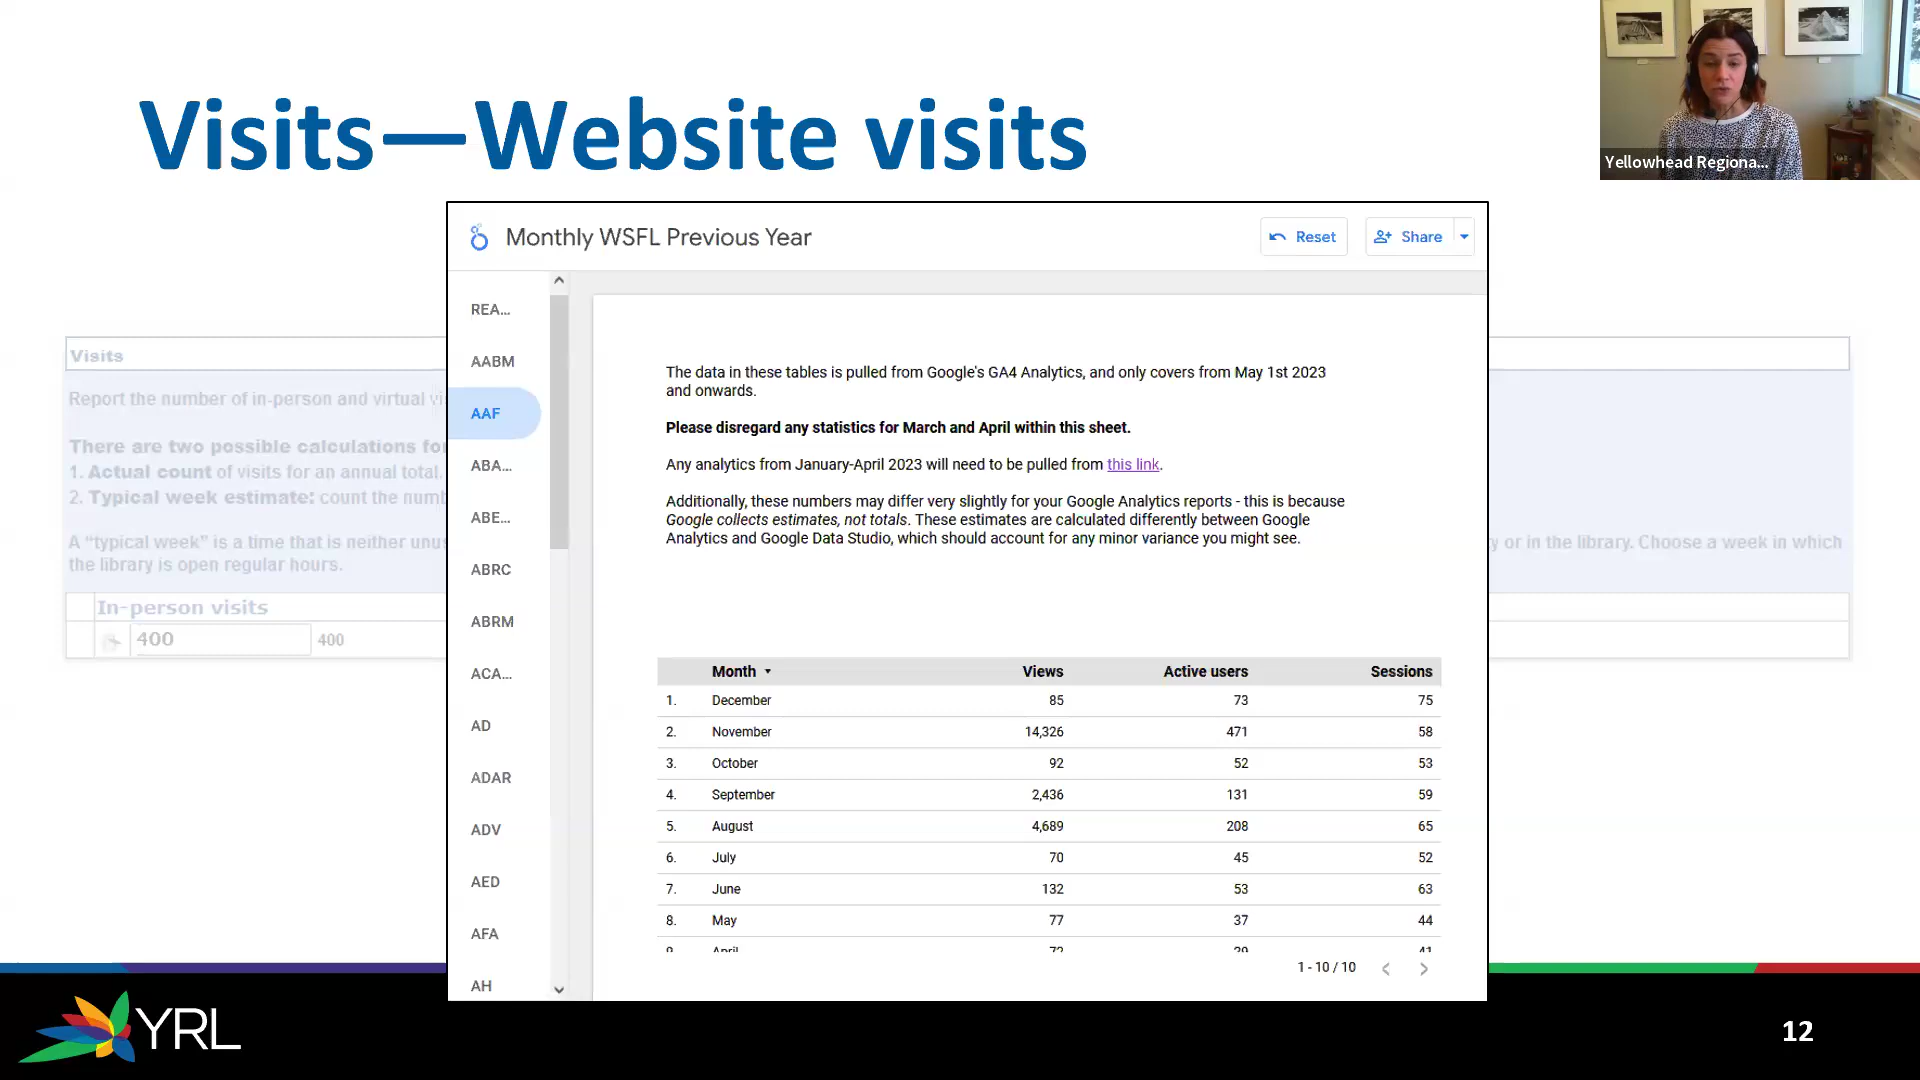 Visits—Website visits
Yellowhead Regiona...
Monthly WSFL Previous Year
Reset
Share
REA...
AABM
AAF
ABA...
ABE...
ABRC
ABRM
ACA...
AD
ADAR
ADV
AED
AFA
AH
The data in these tables is pulled from Google's GA4 Analytics, and only covers from May 1st 2023
and onwards.
Please disregard any statistics for March and April within this sheet.
Any analytics from January-April 2023 will need to be pulled from this link.
Additionally, these numbers may differ very slightly for your Google Analytics reports - this is because
Google collects estimates, not totals. These estimates are calculated differently between Google
Analytics and Google Data Studio, which should account for any minor variance you might see.
Month Views Active users Sessions
1. December 85 73 75
2. November 14,326 471 58
3. October 92 52 53
4. September 2,436 131 59
5. August 4,689 208 65
6. July 70 45 52
7. June 132 53 63
8. May 77 37 44
9. April 72 29 41
1 - 10 / 10
Visits
Report the number of in-person and virtual
There are two possible calculations
1. Actual count of visits for an annual total.
2. Typical week estimate: count the
A “typical week” is a time that is neither
y or in the library. Choose a week in which
the library is open regular hours.
In-person visits
400 400
YRL
12